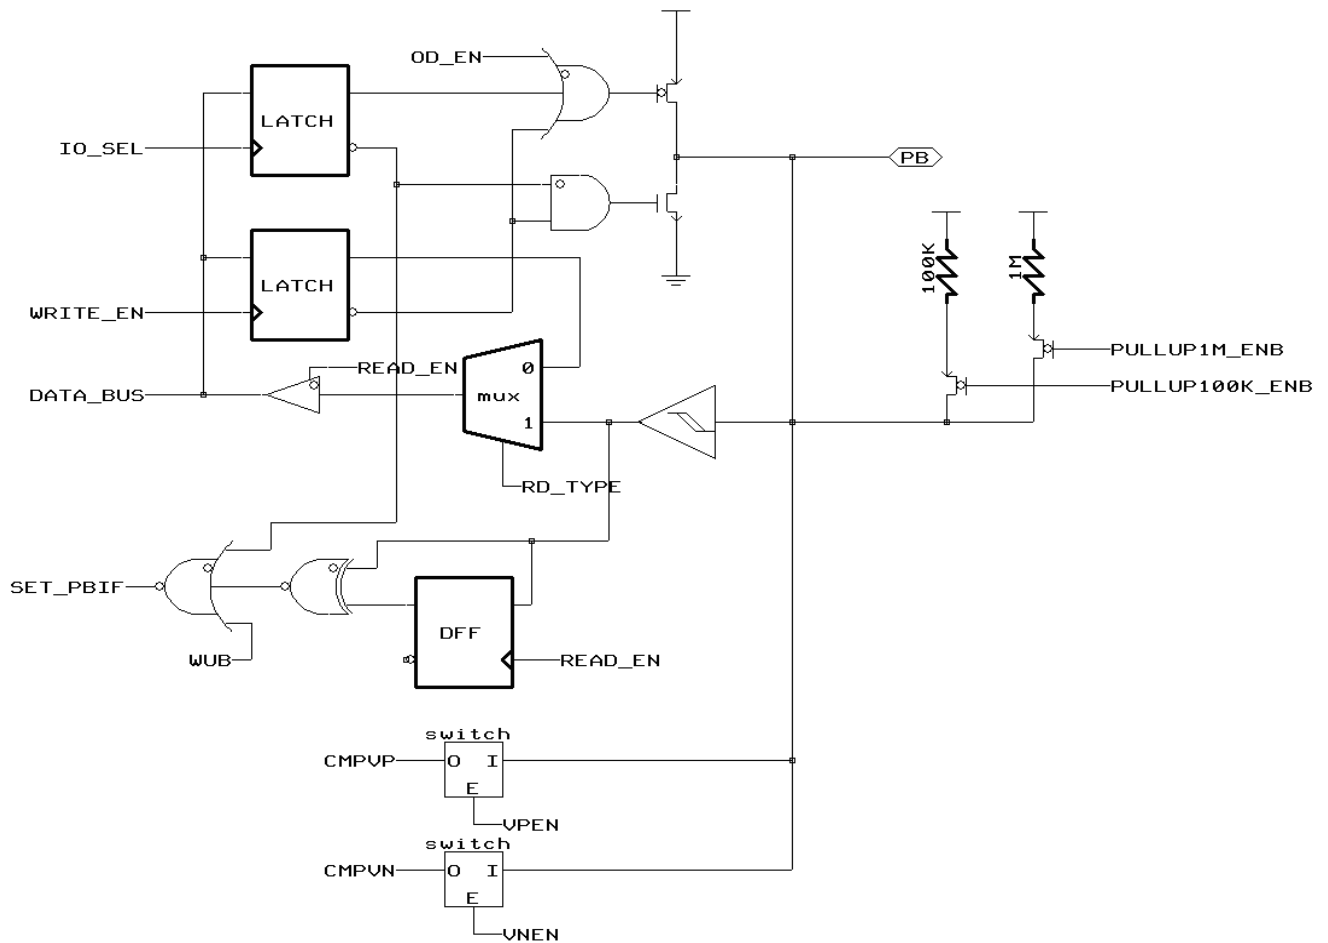 OD_EN
LATCH
IO_SEL
PB
100K
1M
LATCH
WRITE_EN
PULLUP1M_ENB
READ_EN
0
PULLUP100K_ENB
DATA_BUS
mux
1
RD_TYPE
SET_PBIF
DFF
WUB
READ_EN
switch
CMPVP
O I
E
VPEN
switch
CMPVN
O I
E
VNEN